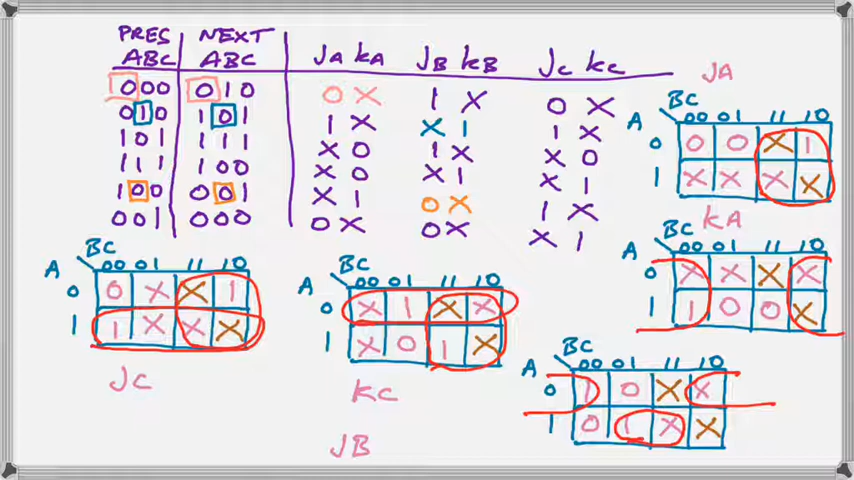 PRES NEXT
ABC ABC JA KA JB KB JC KC
000 010 0 X 1 X 0 X
010 101 1 X X 1 1 X
101 111 X 0 1 X X 0
111 100 X 0 X 1 X 1
100 001 X 1 0 X 1 X
001 000 0 X 0 X X 1
JA
BC
A 00 01 11 10
0 0 0 X 1
1 X X X X
KA
BC
A 00 01 11 10
0 X X X X
1 1 0 0 X
BC
A 00 01 11 10
0 0 X X 1
1 1 X X X
JC
BC
A 00 01 11 10
0 X 1 X X
1 X 0 1 X
KC
BC
A 00 01 11 10
0 1 0 X X
1 0 1 X X
JB